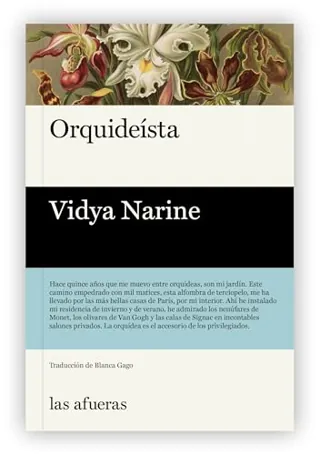 Orquideísta
Vidya Narine
Hace quince años que me muevo entre orquídeas, son mi jardín. Este
camino empedrado con mil matices, esta alfombra de terciopelo, me ha
llevado por las más bellas casas de París, por mi interior. Ahí he instalado
mi residencia de invierno y de verano, he admirado los nenúfares de
Monet, los olivares de Van Gogh y las calas de Signac en incontables
salones privados. La orquídea es el accesorio de los privilegiados.
Traducción de Blanca Gago
las afueras